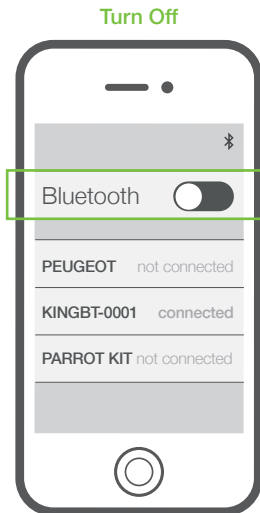 Turn Off
Bluetooth
PEUGEOT not connected
KINGBT-0001 connected
PARROT KIT not connected